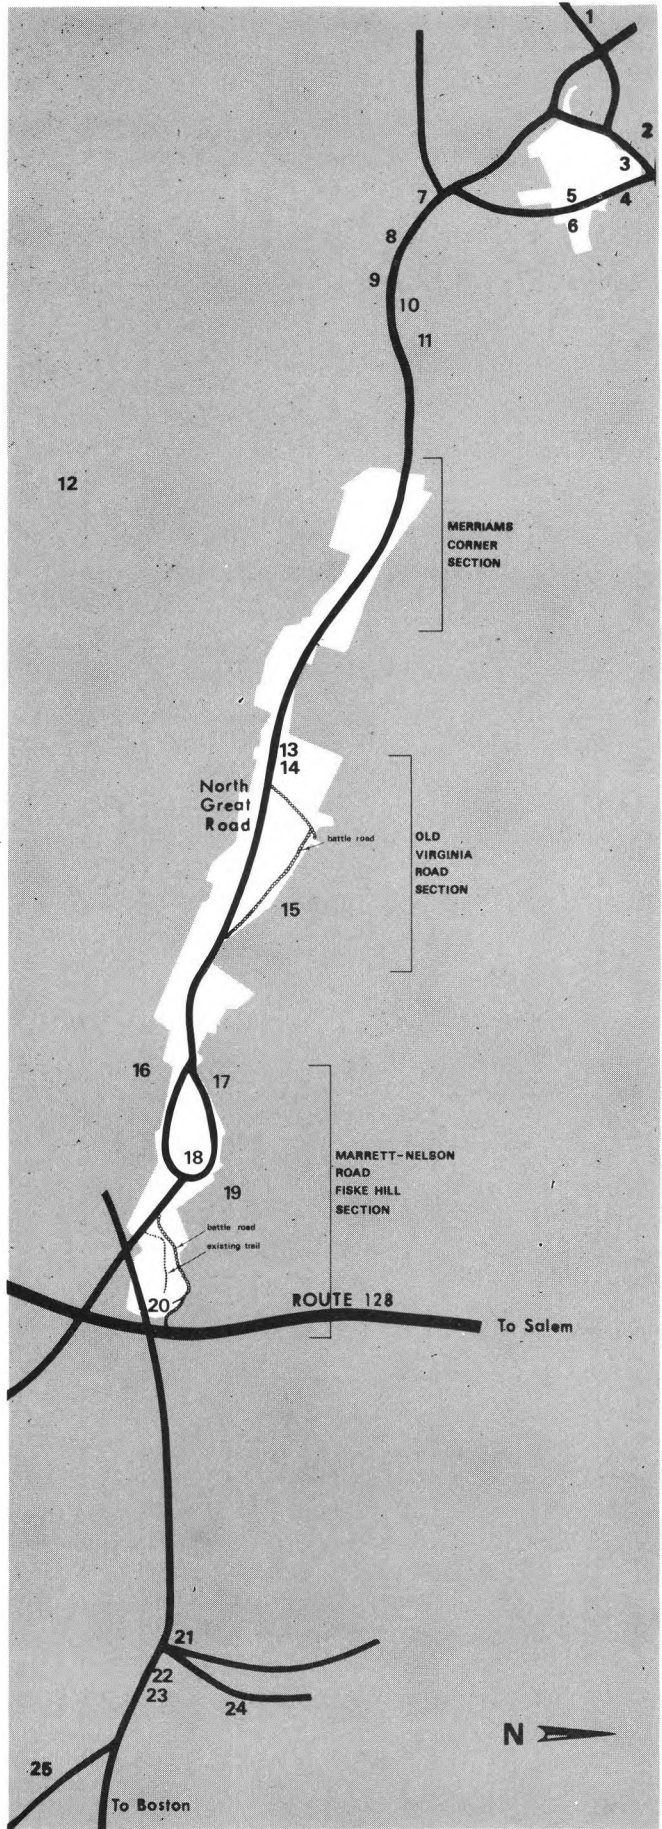 1
2
3
4
5
6
7
8
9
10
11
12
MERRIAMS
CORNER
SECTION
13
14
North
Great
Road
battle road
OLD
VIRGINIA
ROAD
SECTION
15
16
17
18
MARRETT-NELSON
ROAD
FISKE HILL
SECTION
19
battle road
existing trail
20
ROUTE 128
To Salem
21
22
23
24
N
25
To Boston